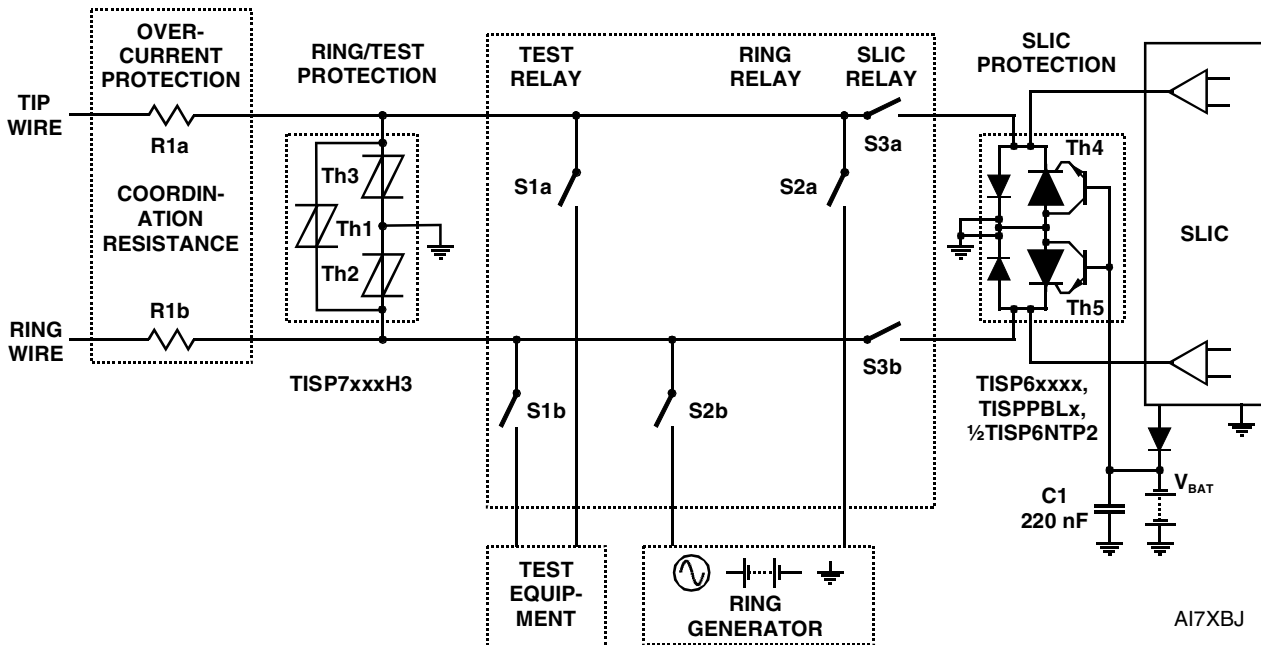 OVER-
CURRENT
PROTECTION
RING/TEST
PROTECTION
TEST
RELAY
RING
RELAY
SLIC
RELAY
SLIC
PROTECTION
TIP
WIRE
R1a
S3a
Th4
Th3
S1a
S2a
COORDIN-
ATION
RESISTANCE
Th1
SLIC
Th2
Th5
R1b
RING
WIRE
S3b
TISP7xxxH3
TISP6xxxx,
TISPPBLx,
½TISP6NTP2
S1b
S2b
VBAT
C1
220 nF
TEST
EQUIP-
MENT
RING
GENERATOR
AI7XBJ